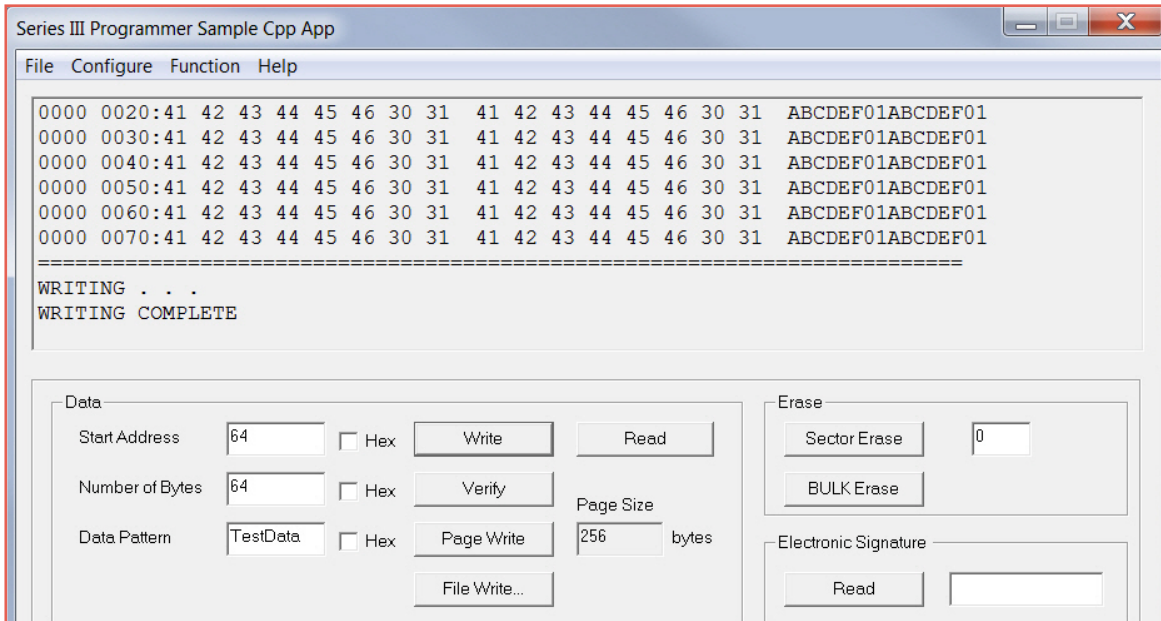 Series III Programmer Sample Cpp App
File Configure Function Help
0000 0020:41 42 43 44 45 46 30 31  41 42 43 44 45 46 30 31  ABCDEF01ABCDEF01
0000 0030:41 42 43 44 45 46 30 31  41 42 43 44 45 46 30 31  ABCDEF01ABCDEF01
0000 0040:41 42 43 44 45 46 30 31  41 42 43 44 45 46 30 31  ABCDEF01ABCDEF01
0000 0050:41 42 43 44 45 46 30 31  41 42 43 44 45 46 30 31  ABCDEF01ABCDEF01
0000 0060:41 42 43 44 45 46 30 31  41 42 43 44 45 46 30 31  ABCDEF01ABCDEF01
0000 0070:41 42 43 44 45 46 30 31  41 42 43 44 45 46 30 31  ABCDEF01ABCDEF01
==========================================================================
WRITING . . .
WRITING COMPLETE
Data
Start Address 64 Hex Write Read
Number of Bytes 64 Hex Verify
Page Size
Data Pattern TestData Hex Page Write 256 bytes
File Write...
Erase
Sector Erase 0
BULK Erase
Electronic Signature
Read